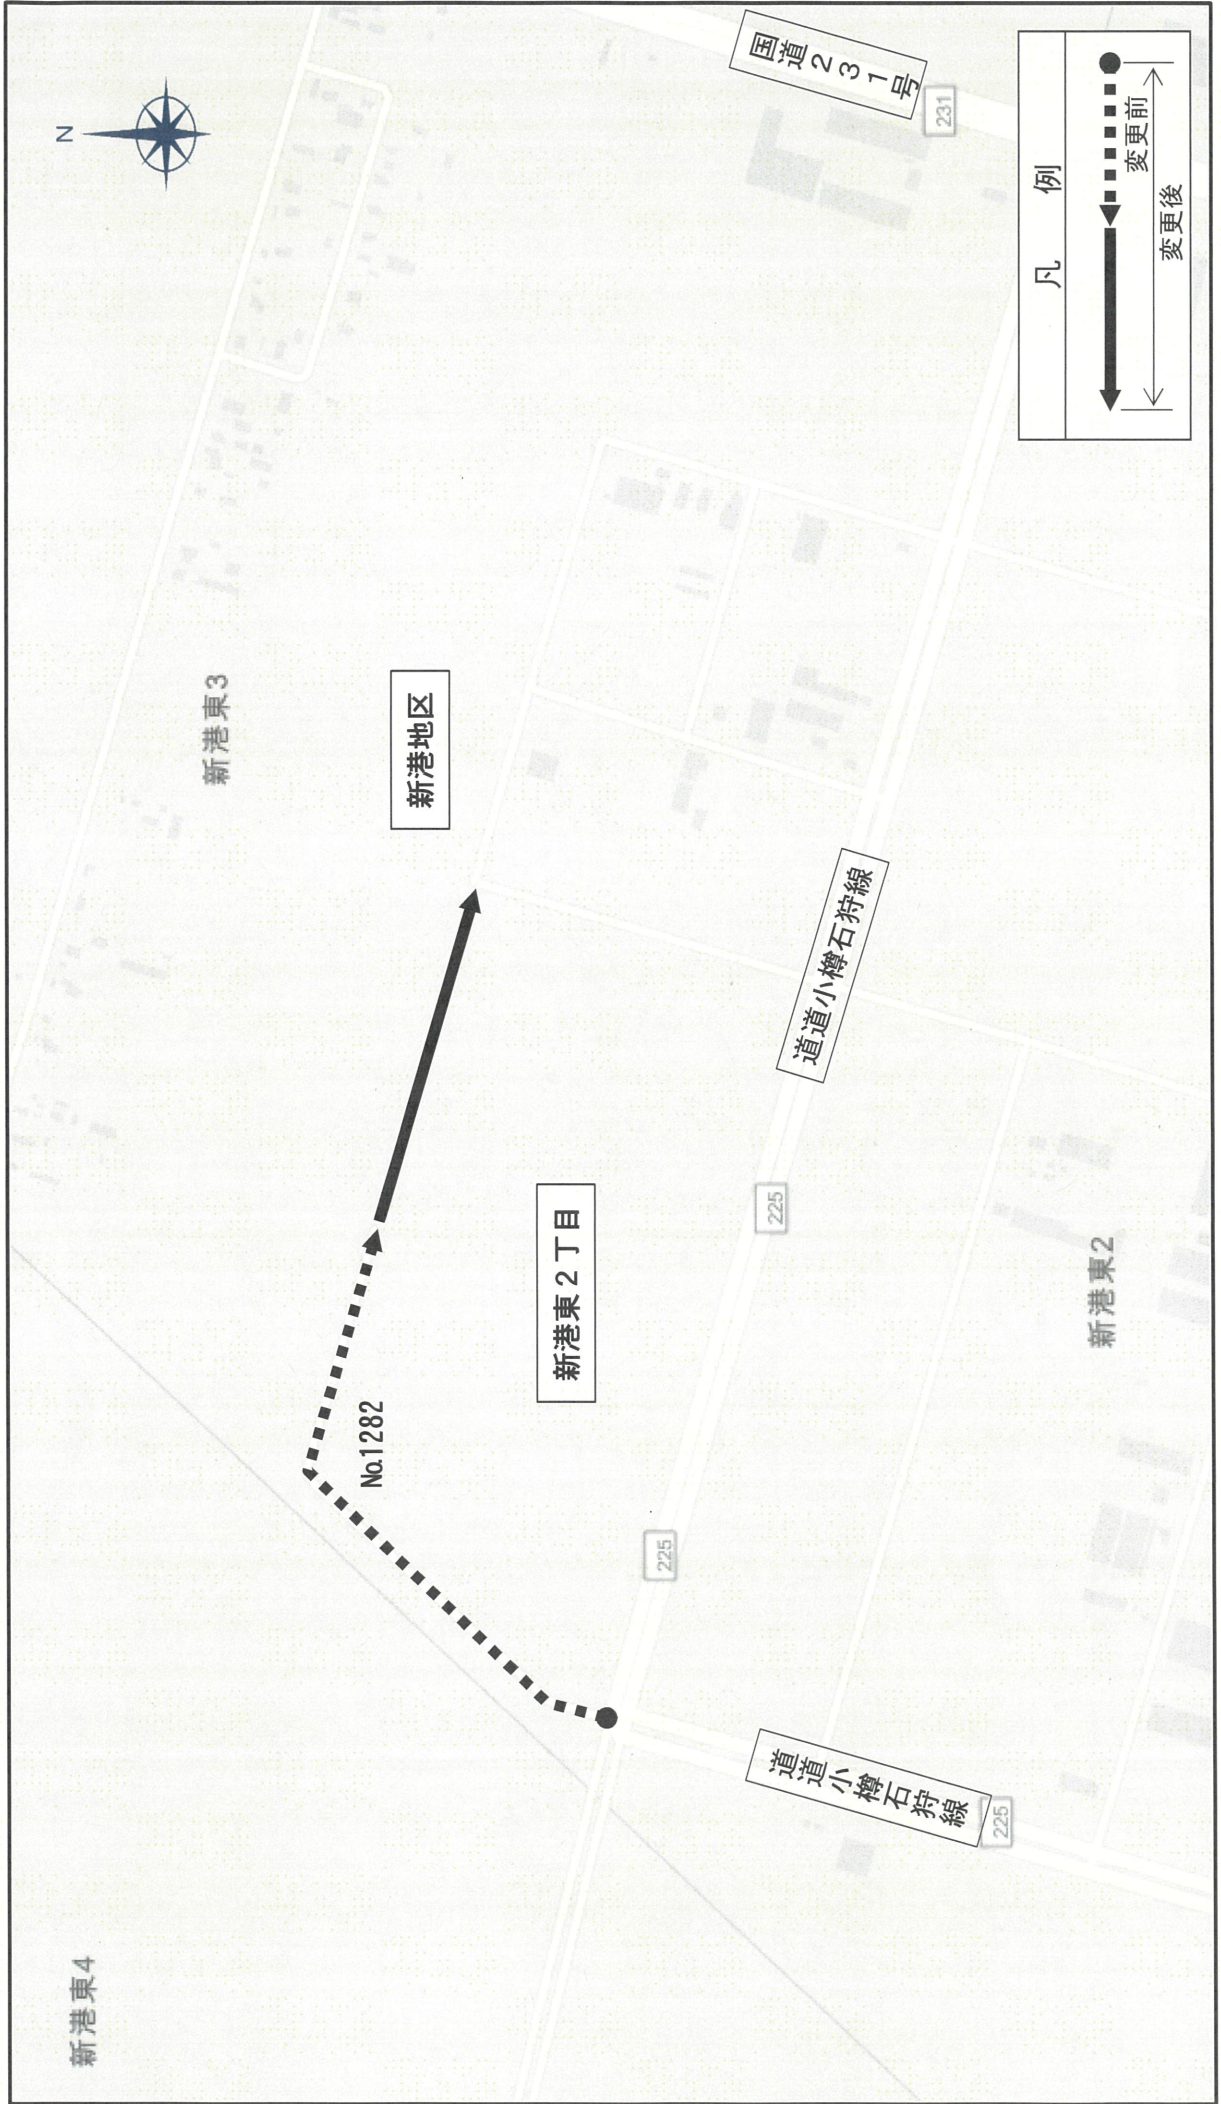 新港東4
N
新港東3
新港地区
国道231号
231
凡 例
変更前
変更後
No.1282
新港東2丁目
225
225
道道小樽石狩線
道道小樽石狩線
225
新港東2